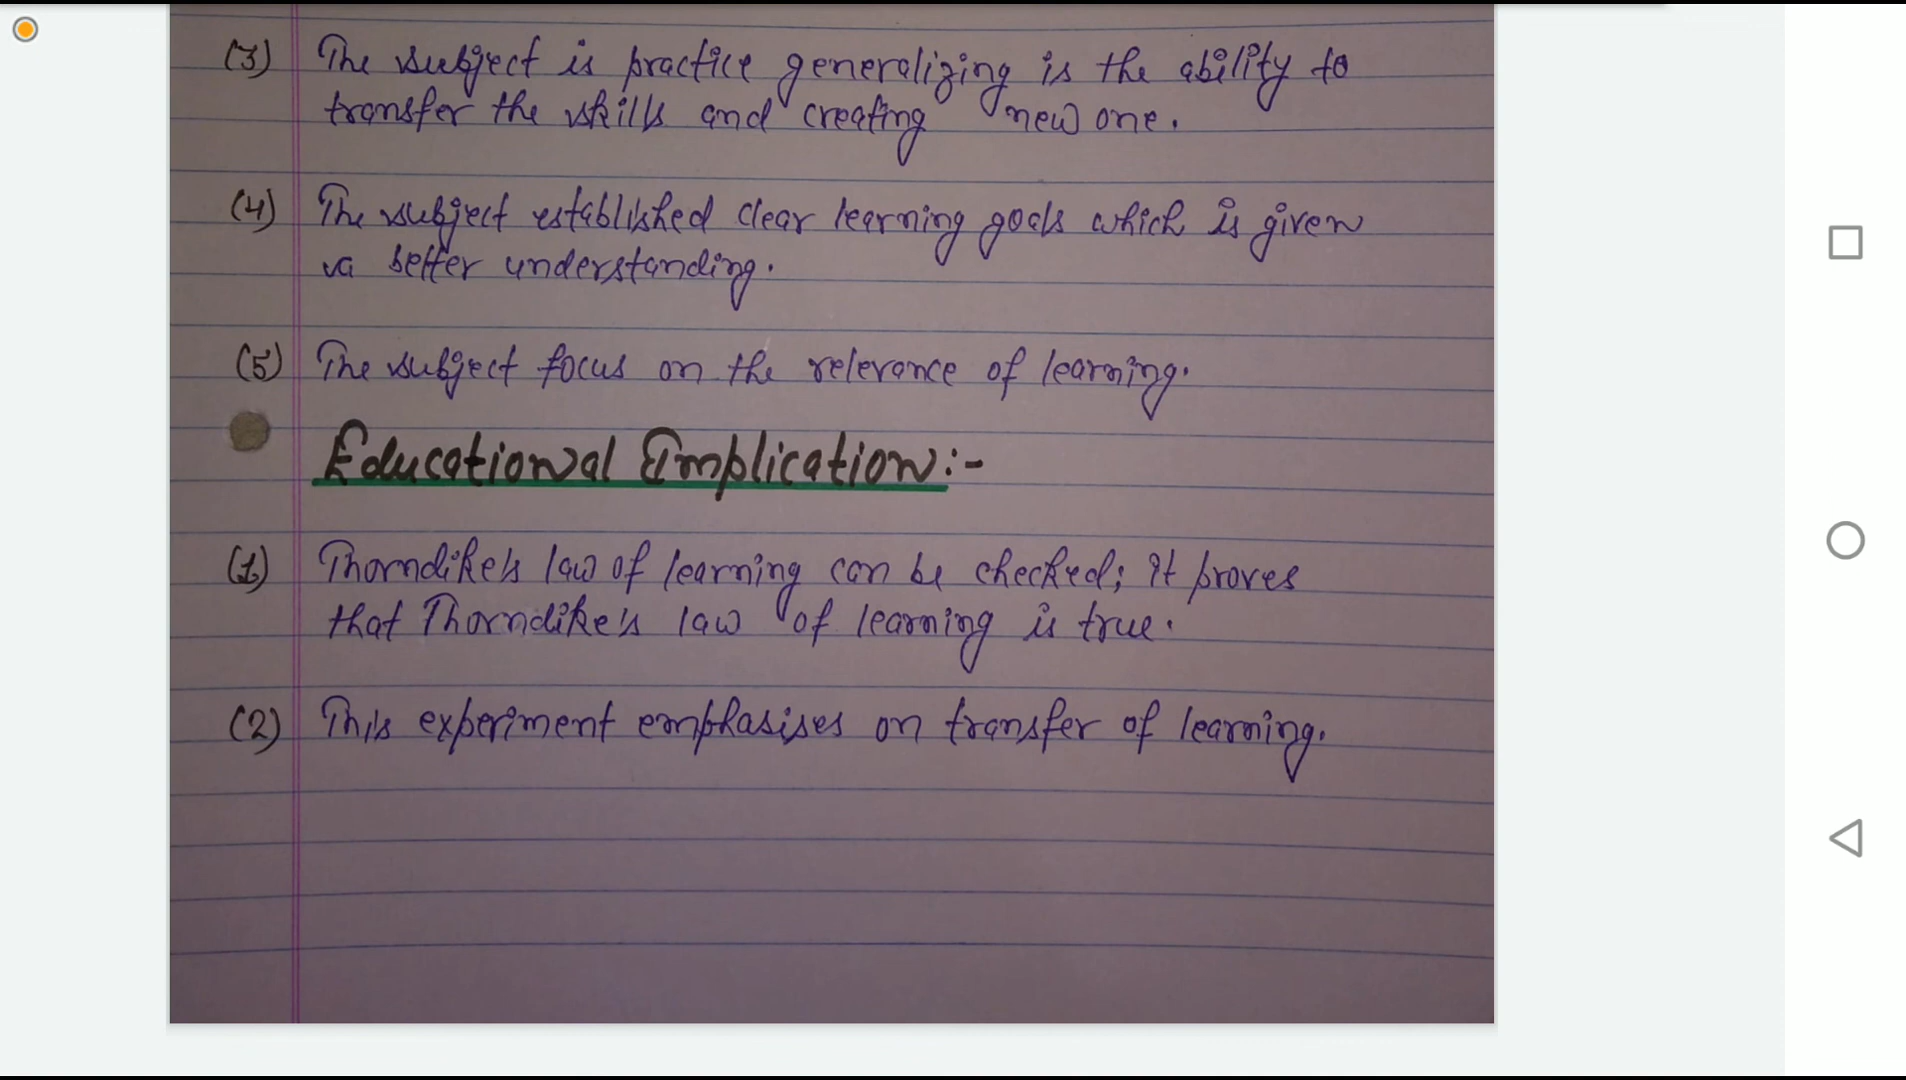 (3) The subject is practice generalizing is the ability to
transfer the skills and creating new one.
(4) The subject established clear learning goals which is given
a better understanding.
(5) The subject focus on the relevance of learning.
Educational Implication:-
(1) Thorndike's law of learning can be checked; it proves
that Thorndike's law of learning is true.
(2) This experiment emphasises on transfer of learning.